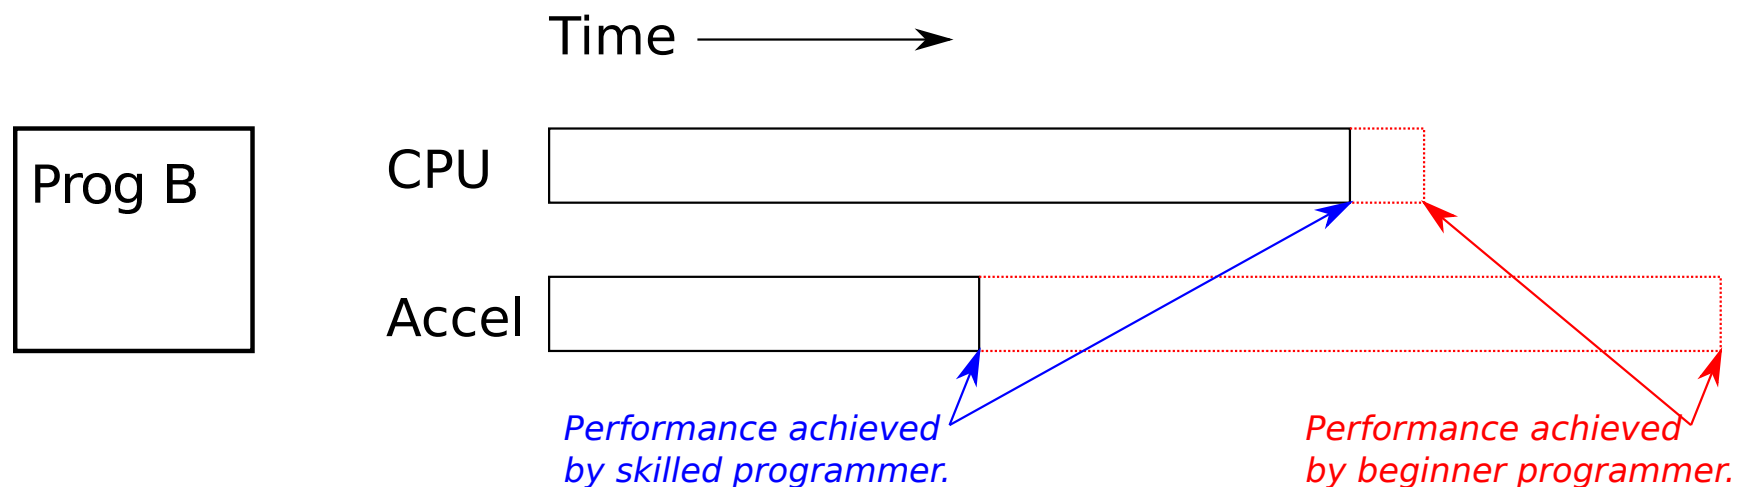 Time
Prog B
CPU
Accel
Performance achieved
by skilled programmer.
Performance achieved
by beginner programmer.